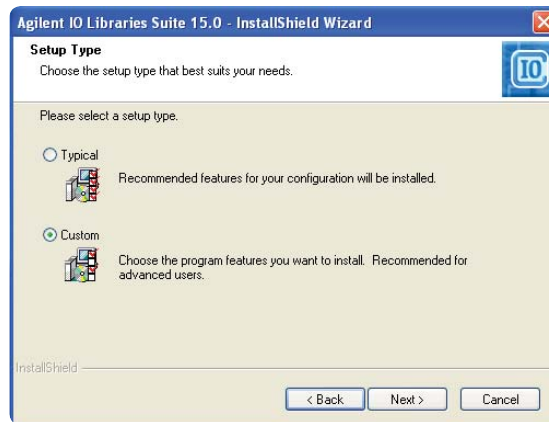 Agilent IO Libraries Suite 15.0 - InstallShield Wizard
Setup Type
Choose the setup type that best suits your needs.
IO
Please select a setup type.
Typical
Recommended features for your configuration will be installed.
Custom
Choose the program features you want to install. Recommended for
advanced users.
InstallShield
< Back
Next >
Cancel